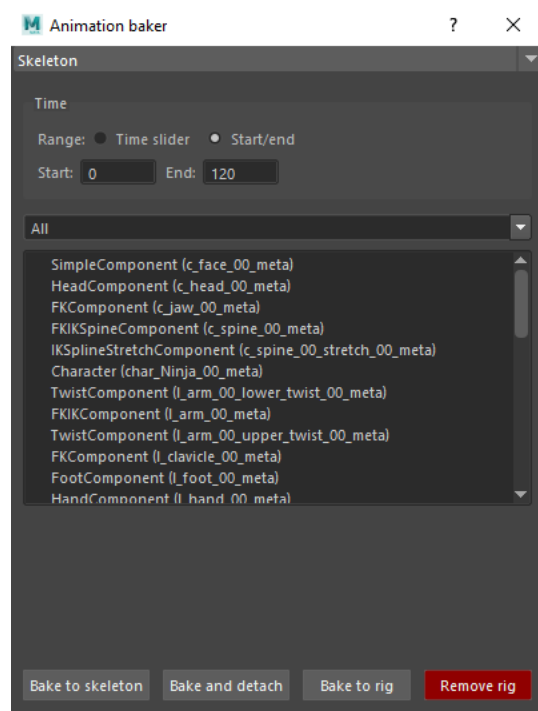 Animation baker
?
Skeleton
Time
Range: Time slider Start/end
Start: 0 End: 120
All
SimpleComponent (c_face_00_meta)
HeadComponent (c_head_00_meta)
FKComponent (c_jaw_00_meta)
FKIKSpineComponent (c_spine_00_meta)
IKSplineStretchComponent (c_spine_00_stretch_00_meta)
Character (char_Ninja_00_meta)
TwistComponent (l_arm_00_lower_twist_00_meta)
FKIKComponent (l_arm_00_meta)
TwistComponent (l_arm_00_upper_twist_00_meta)
FKComponent (l_clavicle_00_meta)
FootComponent (l_foot_00_meta)
HandComponent (l_hand_00_meta)
Bake to skeleton Bake and detach Bake to rig Remove rig